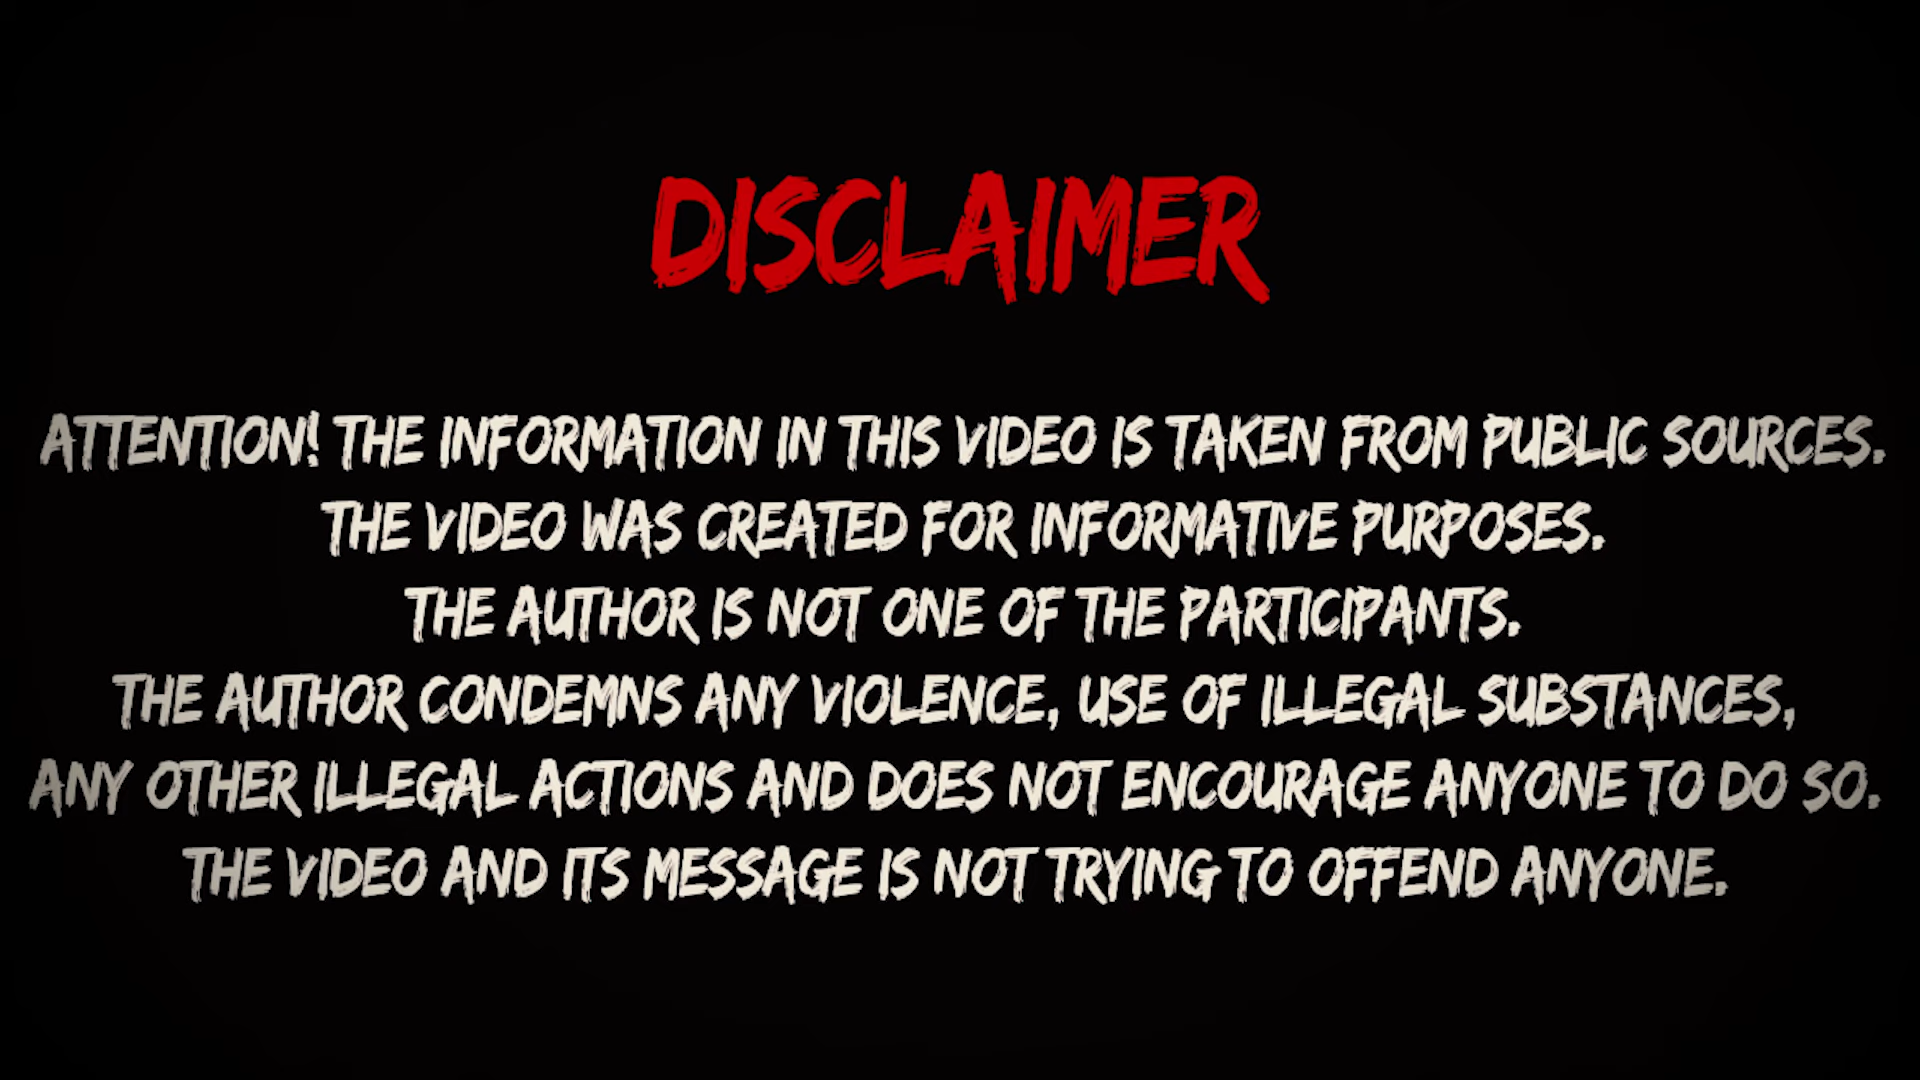 DISCLAIMER
ATTENTION! THE INFORMATION IN THIS VIDEO IS TAKEN FROM PUBLIC SOURCES.
THE VIDEO WAS CREATED FOR INFORMATIVE PURPOSES.
THE AUTHOR IS NOT ONE OF THE PARTICIPANTS.
THE AUTHOR CONDEMNS ANY VIOLENCE, USE OF ILLEGAL SUBSTANCES,
ANY OTHER ILLEGAL ACTIONS AND DOES NOT ENCOURAGE ANYONE TO DO SO.
THE VIDEO AND ITS MESSAGE IS NOT TRYING TO OFFEND ANYONE.